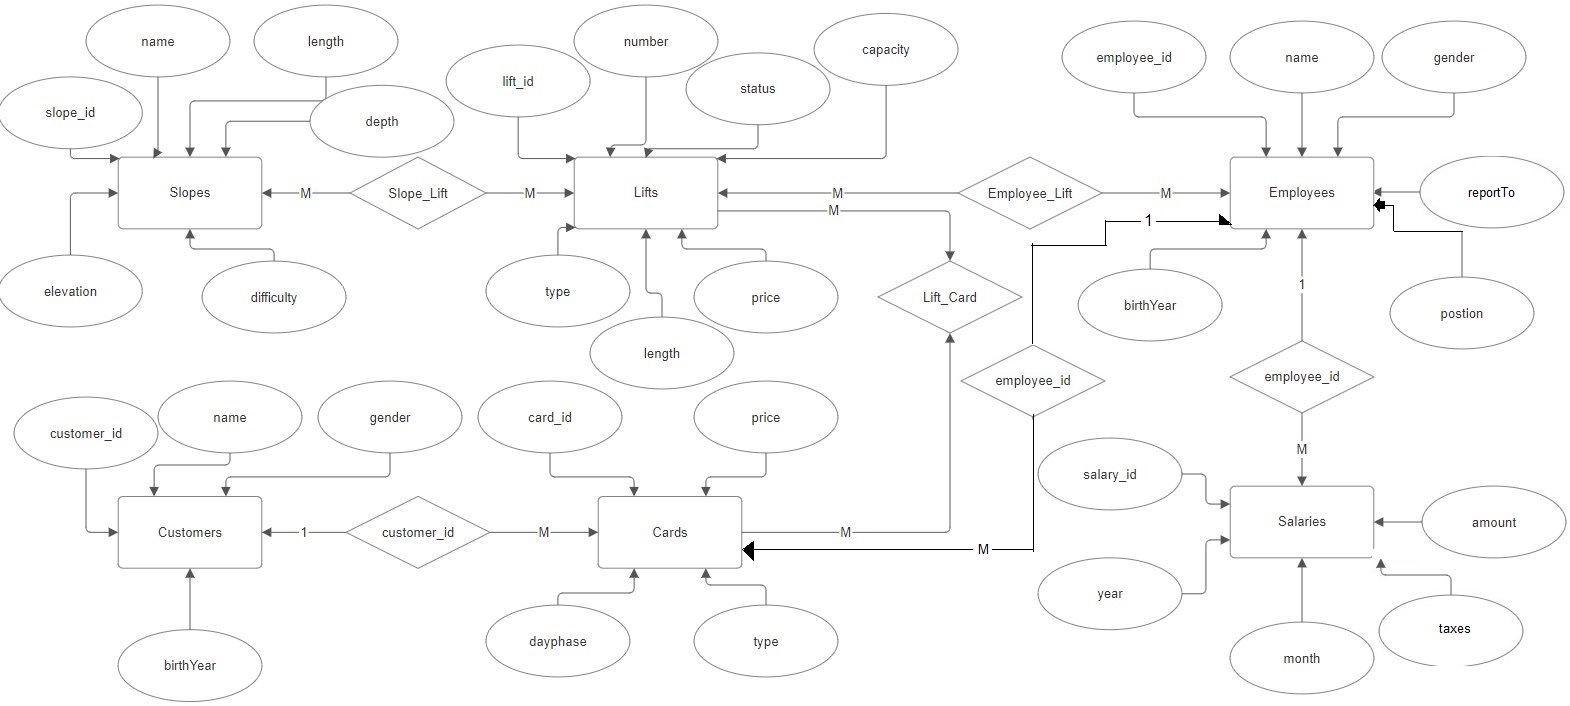 name
length
number
capacity
employee_id
name
gender
lift_id
status
slope_id
depth
Slopes
M
Slope_Lift
M
Lifts
M
Employee_Lift
M
Employees
reportTo
M
1
elevation
difficulty
type
price
Lift_Card
birthYear
1
postion
length
employee_id
employee_id
customer_id
name
gender
card_id
price
M
salary_id
Customers
1
customer_id
M
Cards
M
M
Salaries
amount
year
birthYear
dayphase
type
month
taxes